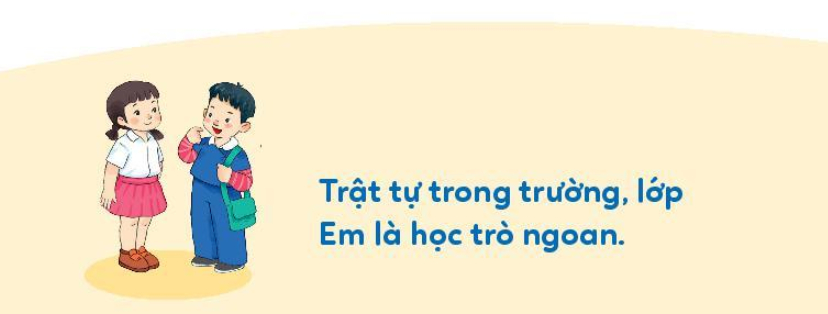 Trật tự trong trường, lớp
Em là học trò ngoan.